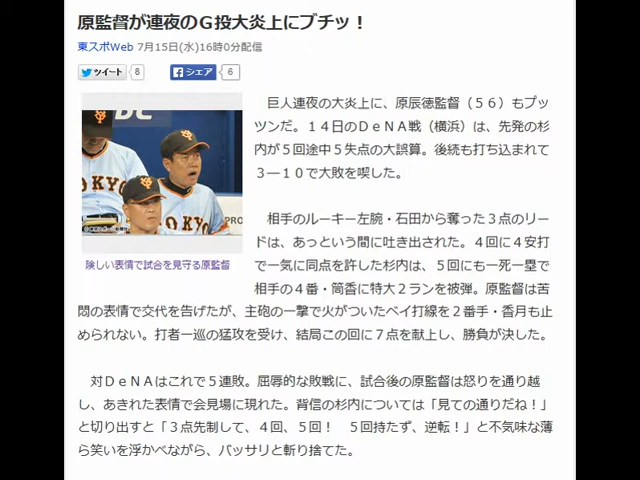 原監督が連夜のG投大炎上にブチッ!
東スポWeb 7月15日(水)16時0分配信
ツイート 8 シェア 6
巨人連夜の大炎上に、原辰徳監督(56)もプッ
ツンだ。14日のDeNA戦(横浜)は、先発の杉
内が5回途中5失点の大誤算。後続も打ち込まれて
3―10で大敗を喫した。
険しい表情で試合を見守る原監督
相手のルーキー左腕・石田から奪った3点のリー
ドは、あっという間に吐き出された。4回に4安打
で一気に同点を許した杉内は、5回にも一死一塁で
相手の4番・筒香に特大2ランを被弾。原監督は苦
悶の表情で交代を告げたが、主砲の一撃で火がついたベイ打線を2番手・香月も止
められない。打者一巡の猛攻を受け、結局この回に7点を献上し、勝負が決した。
対DeNAはこれで5連敗。屈辱的な敗戦に、試合後の原監督は怒りを通り越
し、あきれた表情で会見場に現れた。背信の杉内については「見ての通りだね!」
と切り出すと「3点先制して、4回、5回! 5回持たず、逆転!」と不気味な薄
ら笑いを浮かべながら、バッサリと斬り捨てた。